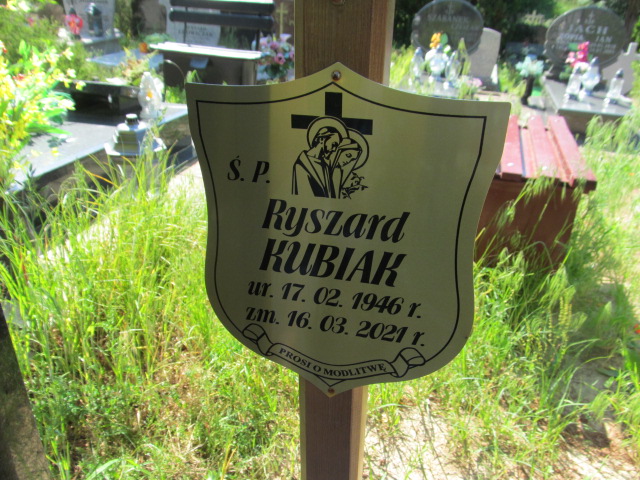 Ś. P.
Ryszard
KUBIAK
ur. 17. 02. 1946 r.
zm. 16. 03. 2021 r.
PROSI O MODLITWĘ